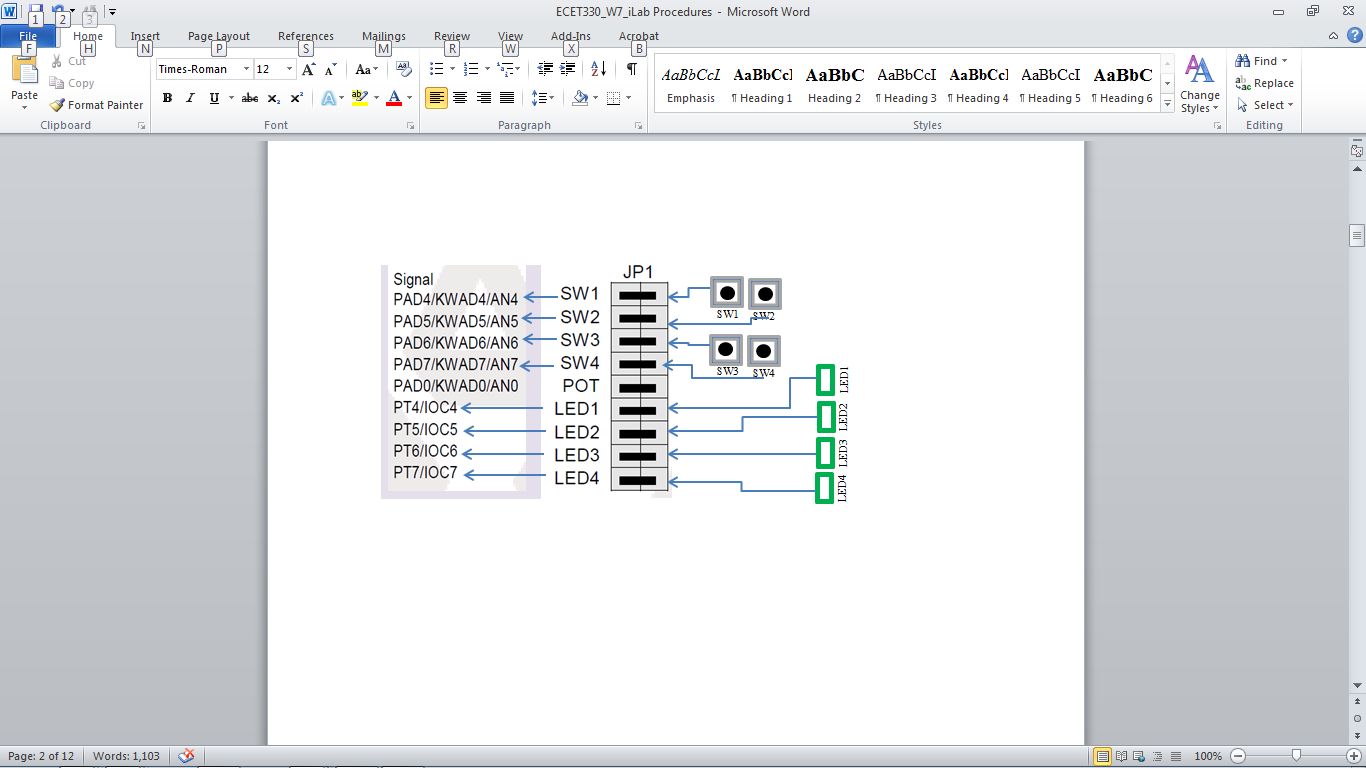 ECET330_W7_iLab Procedures - Microsoft Word
1 2 3
File Home Insert Page Layout References Mailings Review View Add-Ins Acrobat
F H N P S M R W X B
Paste
Cut
Copy
Format Painter
Clipboard
Times-Roman 12
Font
Paragraph
AaBbCcI AaBbCcl AaBbC AaBbCcI AaBbCcl AaBbCcI AaBbC
Emphasis ¶ Heading 1 Heading 2 ¶ Heading 3 ¶ Heading 4 ¶ Heading 5 ¶ Heading 6
Styles
Change
Styles
Find
Replace
Select
Editing
Signal
PAD4/KWAD4/AN4
PAD5/KWAD5/AN5
PAD6/KWAD6/AN6
PAD7/KWAD7/AN7
PAD0/KWAD0/AN0
PT4/IOC4
PT5/IOC5
PT6/IOC6
PT7/IOC7
JP1
SW1
SW2
SW3
SW4
POT
LED1
LED2
LED3
LED4
SW1 SW2
SW3 SW4
LED1
LED2
LED3
LED4
Page: 2 of 12 Words: 1,103 100%